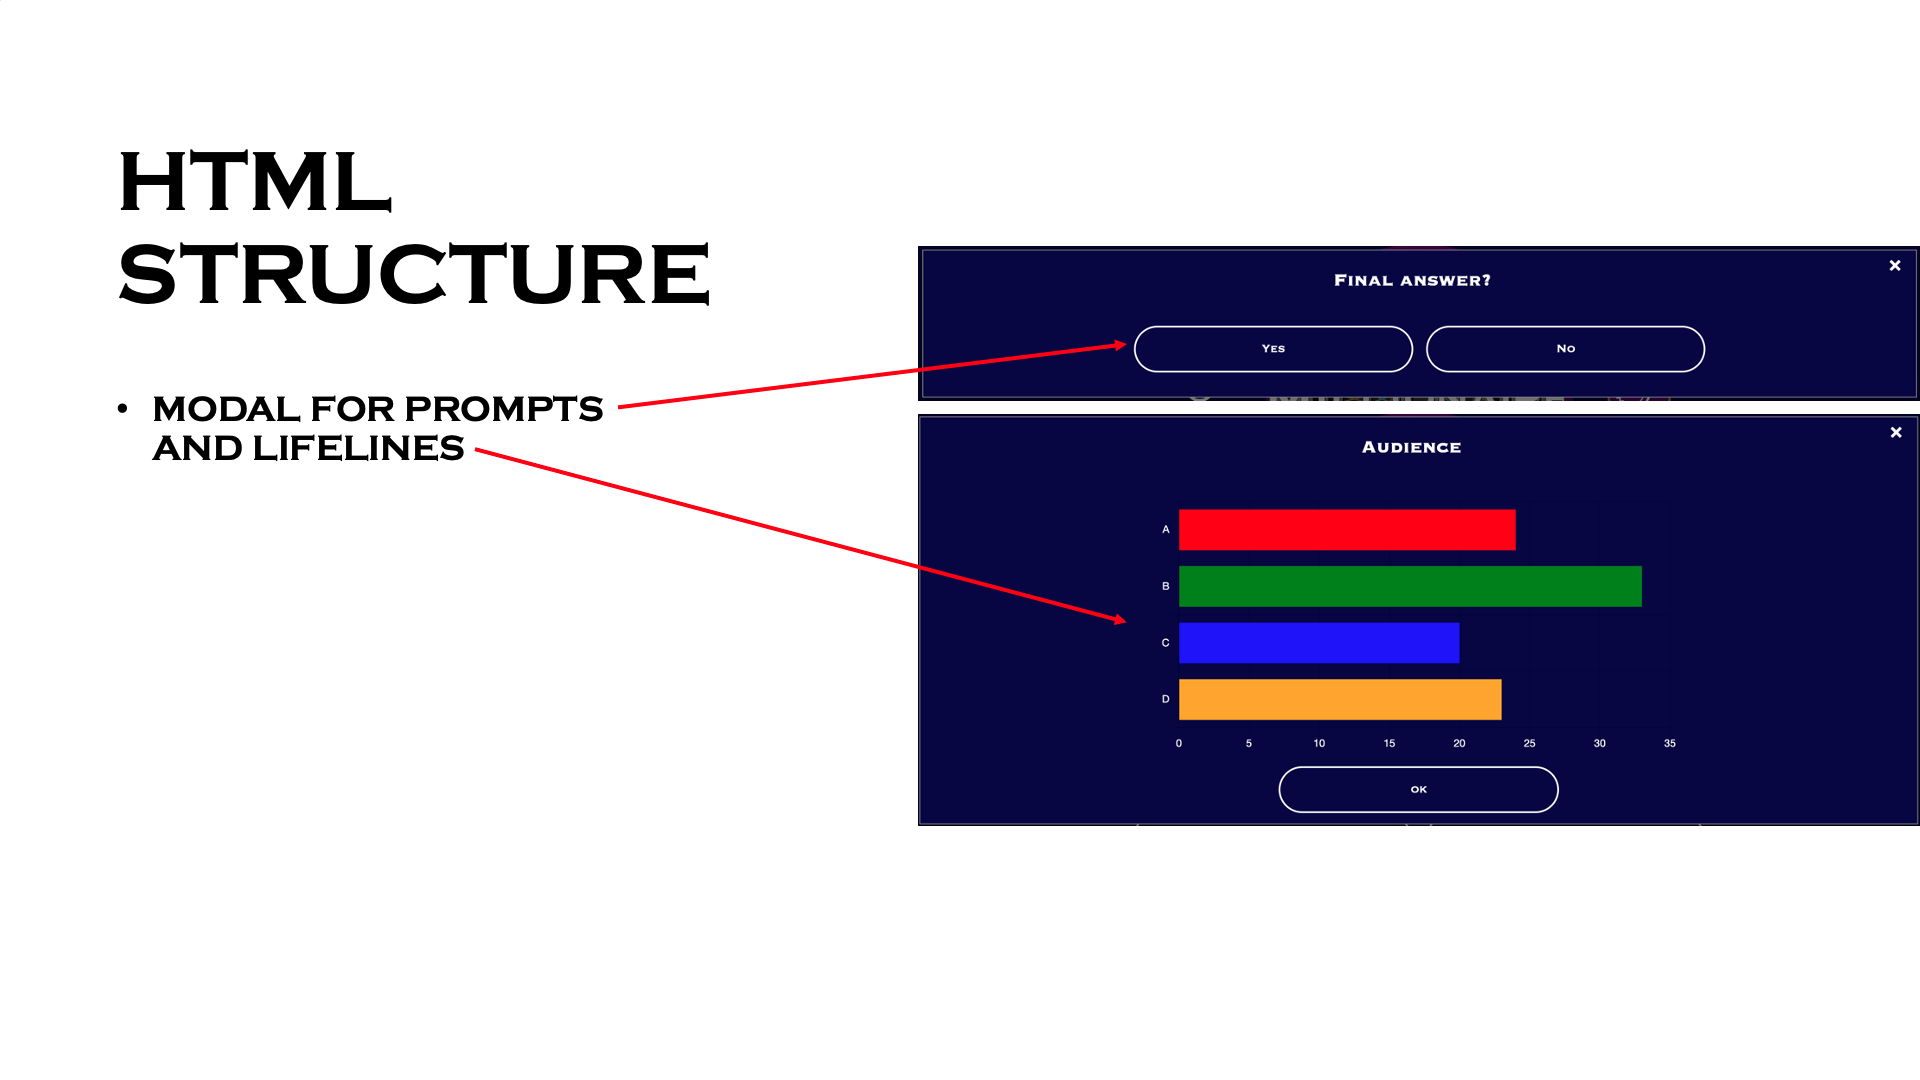 HTML
STRUCTURE
• MODAL FOR PROMPTS
AND LIFELINES
Final answer?
Yes
No
Audience
A
B
C
D
0 5 10 15 20 25 30 35
OK